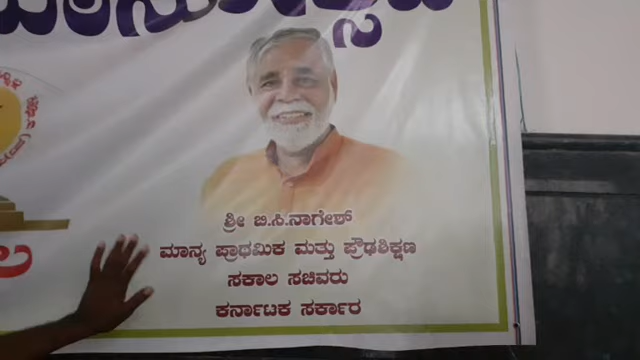 ಶ್ರೀ ಬಿ.ಸಿ.ನಾಗೇಶ್
ಮಾನ್ಯ ಪ್ರಾಥಮಿಕ ಮತ್ತು ಪ್ರೌಢಶಿಕ್ಷಣ
ಸಕಾಲ ಸಚಿವರು
ಕರ್ನಾಟಕ ಸರ್ಕಾರ